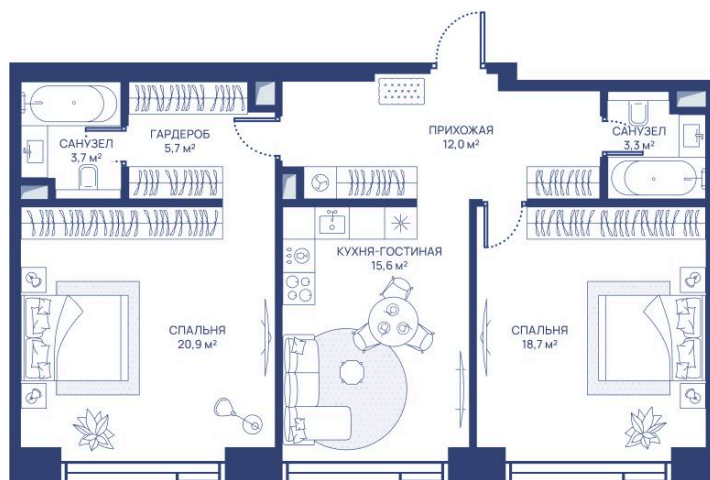 САНУЗЕЛ
3,7 м²
ГАРДЕРОБ
5,7 м²
ПРИХОЖАЯ
12,0 м²
САНУЗЕЛ
3,3 м²
КУХНЯ-ГОСТИНАЯ
15,6 м²
СПАЛЬНЯ
20,9 м²
СПАЛЬНЯ
18,7 м²